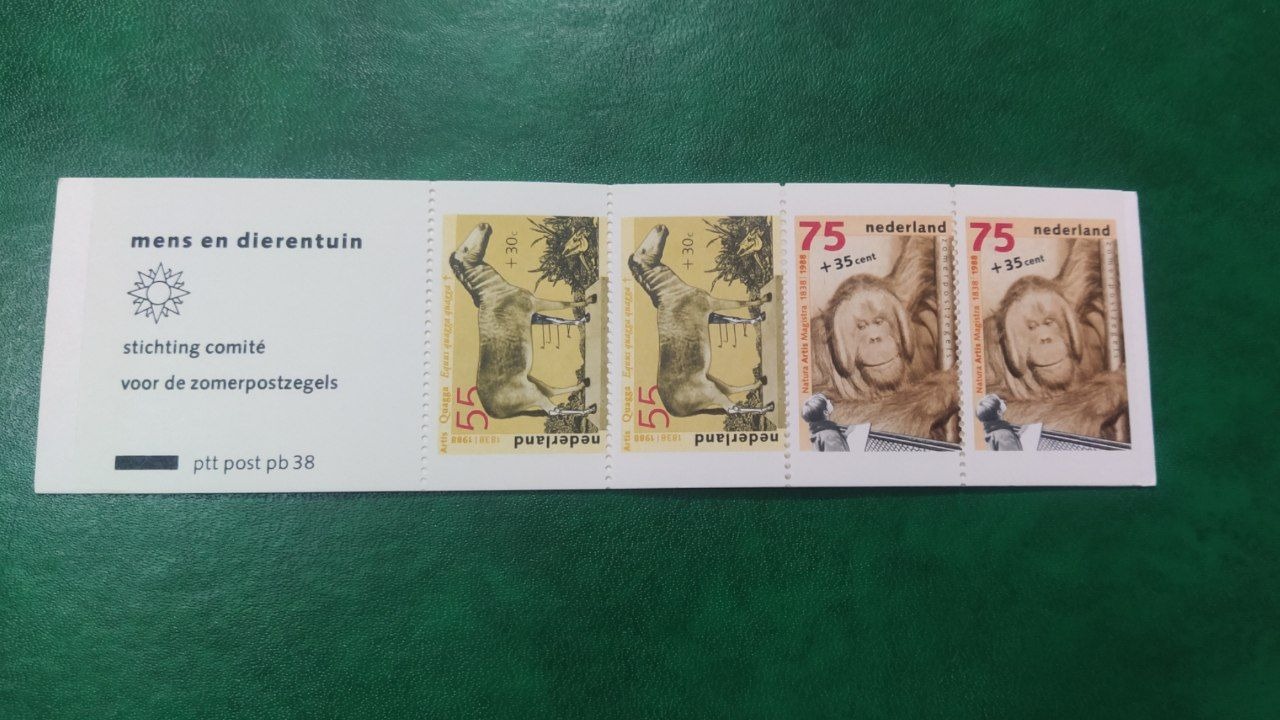 mens en dierentuin
stichting comité
voor de zomerpostzegels
ptt post pb 38
Artis Quagga Equus quagga quagga †
1838 | 1988
55
+30c
nederland
Artis Quagga Equus quagga quagga †
1838 | 1988
55
+30c
nederland
75 nederland
+35 cent
Natura Artis Magistra 1838 | 1988
zomerpostzegels
75 nederland
+35 cent
Natura Artis Magistra 1838 | 1988
zomerpostzegels